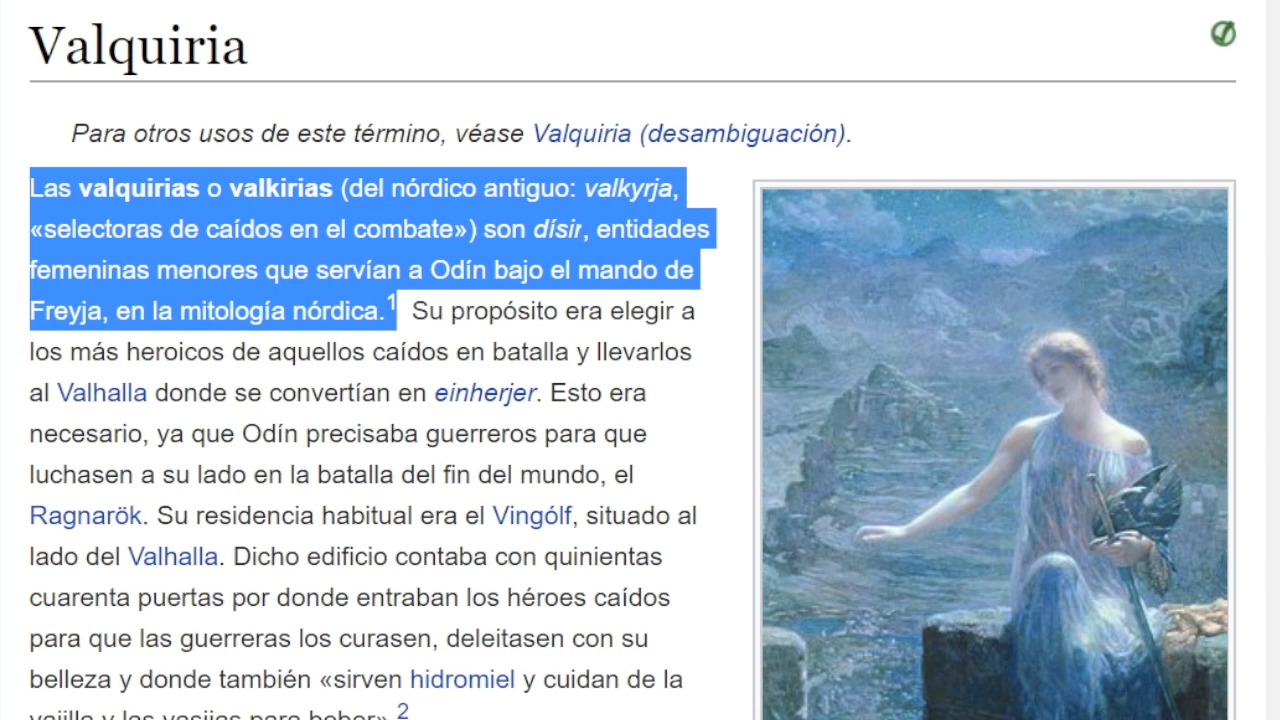 Valquiria
Para otros usos de este término, véase Valquiria (desambiguación).
Las valquirias o valkirias (del nórdico antiguo: valkyrja,
«selectoras de caídos en el combate») son dísir, entidades
femeninas menores que servían a Odín bajo el mando de
Freyja, en la mitología nórdica.1 Su propósito era elegir a
los más heroicos de aquellos caídos en batalla y llevarlos
al Valhalla donde se convertían en einherjer. Esto era
necesario, ya que Odín precisaba guerreros para que
luchasen a su lado en la batalla del fin del mundo, el
Ragnarök. Su residencia habitual era el Vingólf, situado al
lado del Valhalla. Dicho edificio contaba con quinientas
cuarenta puertas por donde entraban los héroes caídos
para que las guerreras los curasen, deleitasen con su
belleza y donde también «sirven hidromiel y cuidan de la
vajilla y las vasijas para beber».2